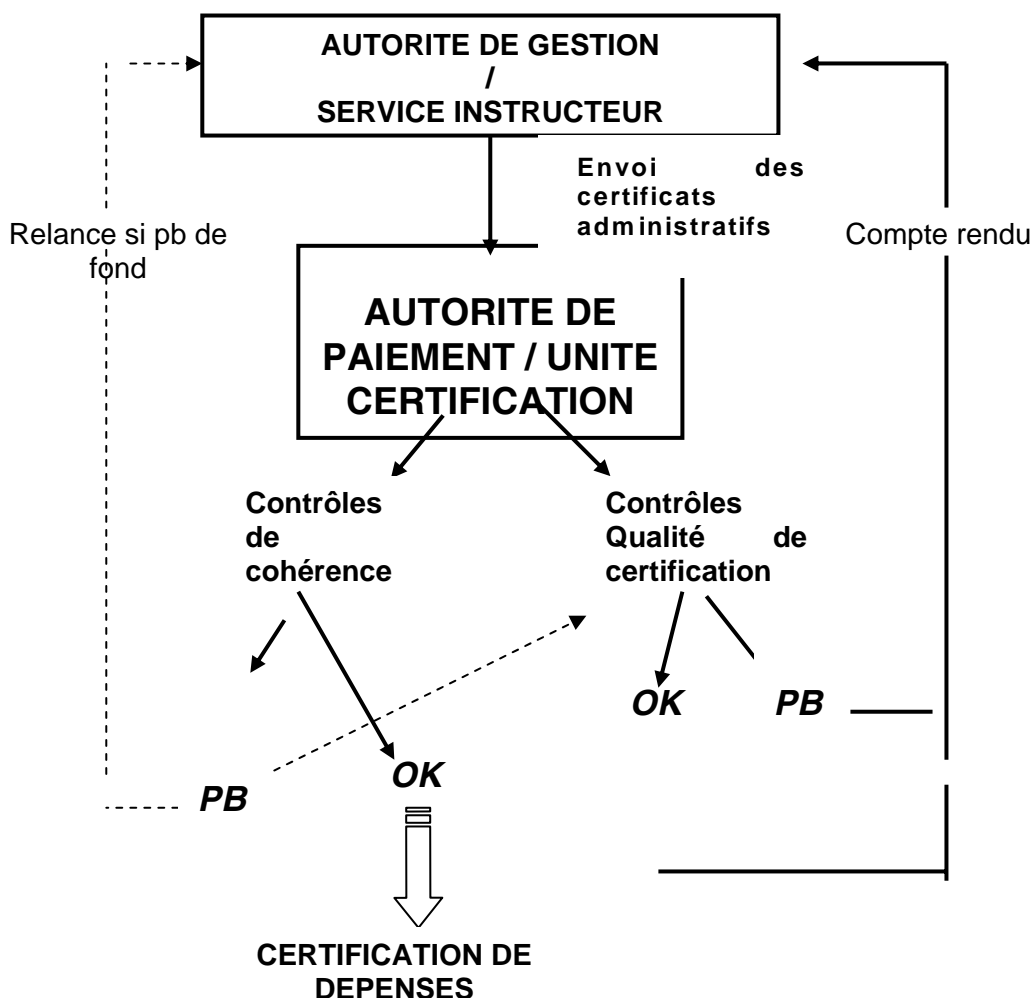 AUTORITE DE GESTION
/
SERVICE INSTRUCTEUR
Envoi des
certificats
administratifs
Relance si pb de
fond
Compte rendu
AUTORITE DE
PAIEMENT / UNITE
CERTIFICATION
Contrôles
de
cohérence
Contrôles
Qualité de
certification
OK
PB
OK
PB
CERTIFICATION DE
DEPENSES